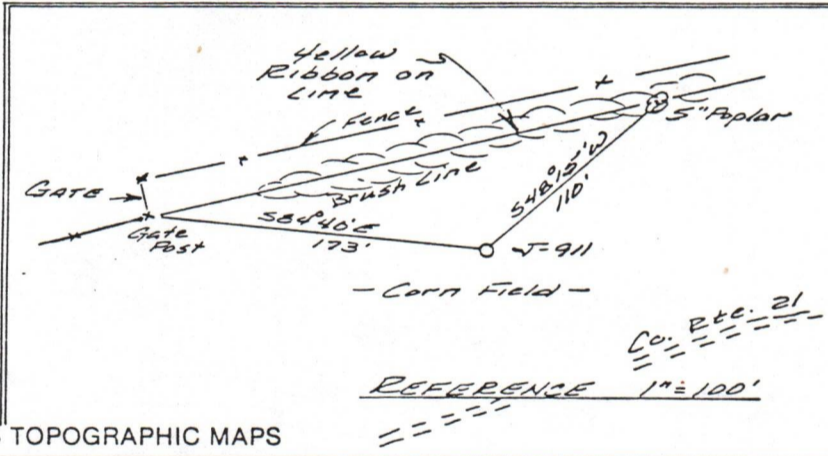 Yellow
Ribbon on
Line
Fence
5" Poplar
GATE
Brush Line
S48°15'W
110'
S84°40'E
173'
Gate
Post
J-911
- Corn Field -
Co. Rte. 21
REFERENCE 1"=100'
TOPOGRAPHIC MAPS